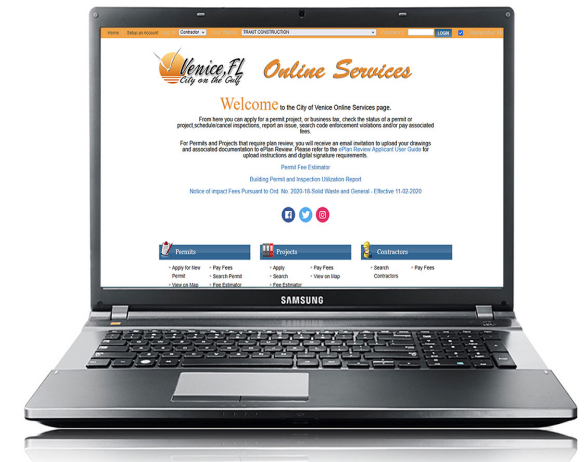 Home Setup an Account Contractor TRAKIT CONSTRUCTION LOGIN
Venice, FL
City on the Gulf
Online Services
Welcome to the City of Venice Online Services page.
From here you can apply for a permit,project, or business tax, check the status of a permit or
project,schedule/cancel inspections, report an issue, search code enforcement violations and/or pay associated
fees.
For Permits and Projects that require plan review, you will receive an email invitation to upload your drawings
and associated documentation to ePlan Review. Please refer to the ePlan Review Applicant User Guide for
upload instructions and digital signature requirements.
Permit Fee Estimator
Building Permit and Inspection Utilization Report
Notice of impact Fees Pursuant to Ord. No. 2020-18-Solid Waste and General - Effective 11-02-2020
Permits
Apply for New
Permit
View on Map
Pay Fees
Search Permit
Fee Estimator
Projects
Apply
Search
Fee Estimator
Pay Fees
View on Map
Contractors
Search
Contractors
Pay Fees
SAMSUNG